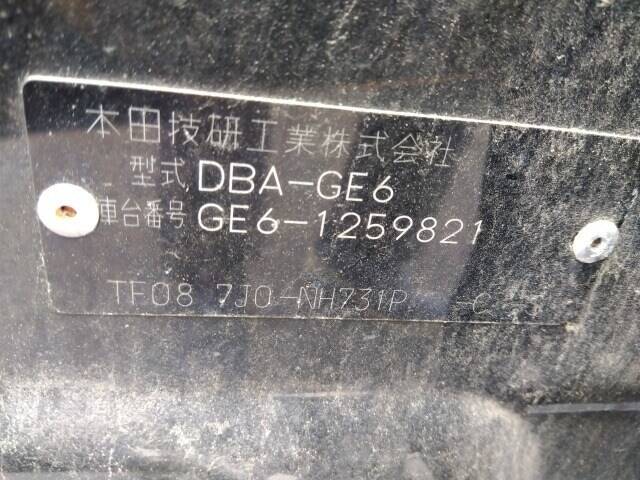 本田技研工業株式会社
型式 DBA-GE6
車台番号 GE6-1259821
TF08 7J0-NH731P -C